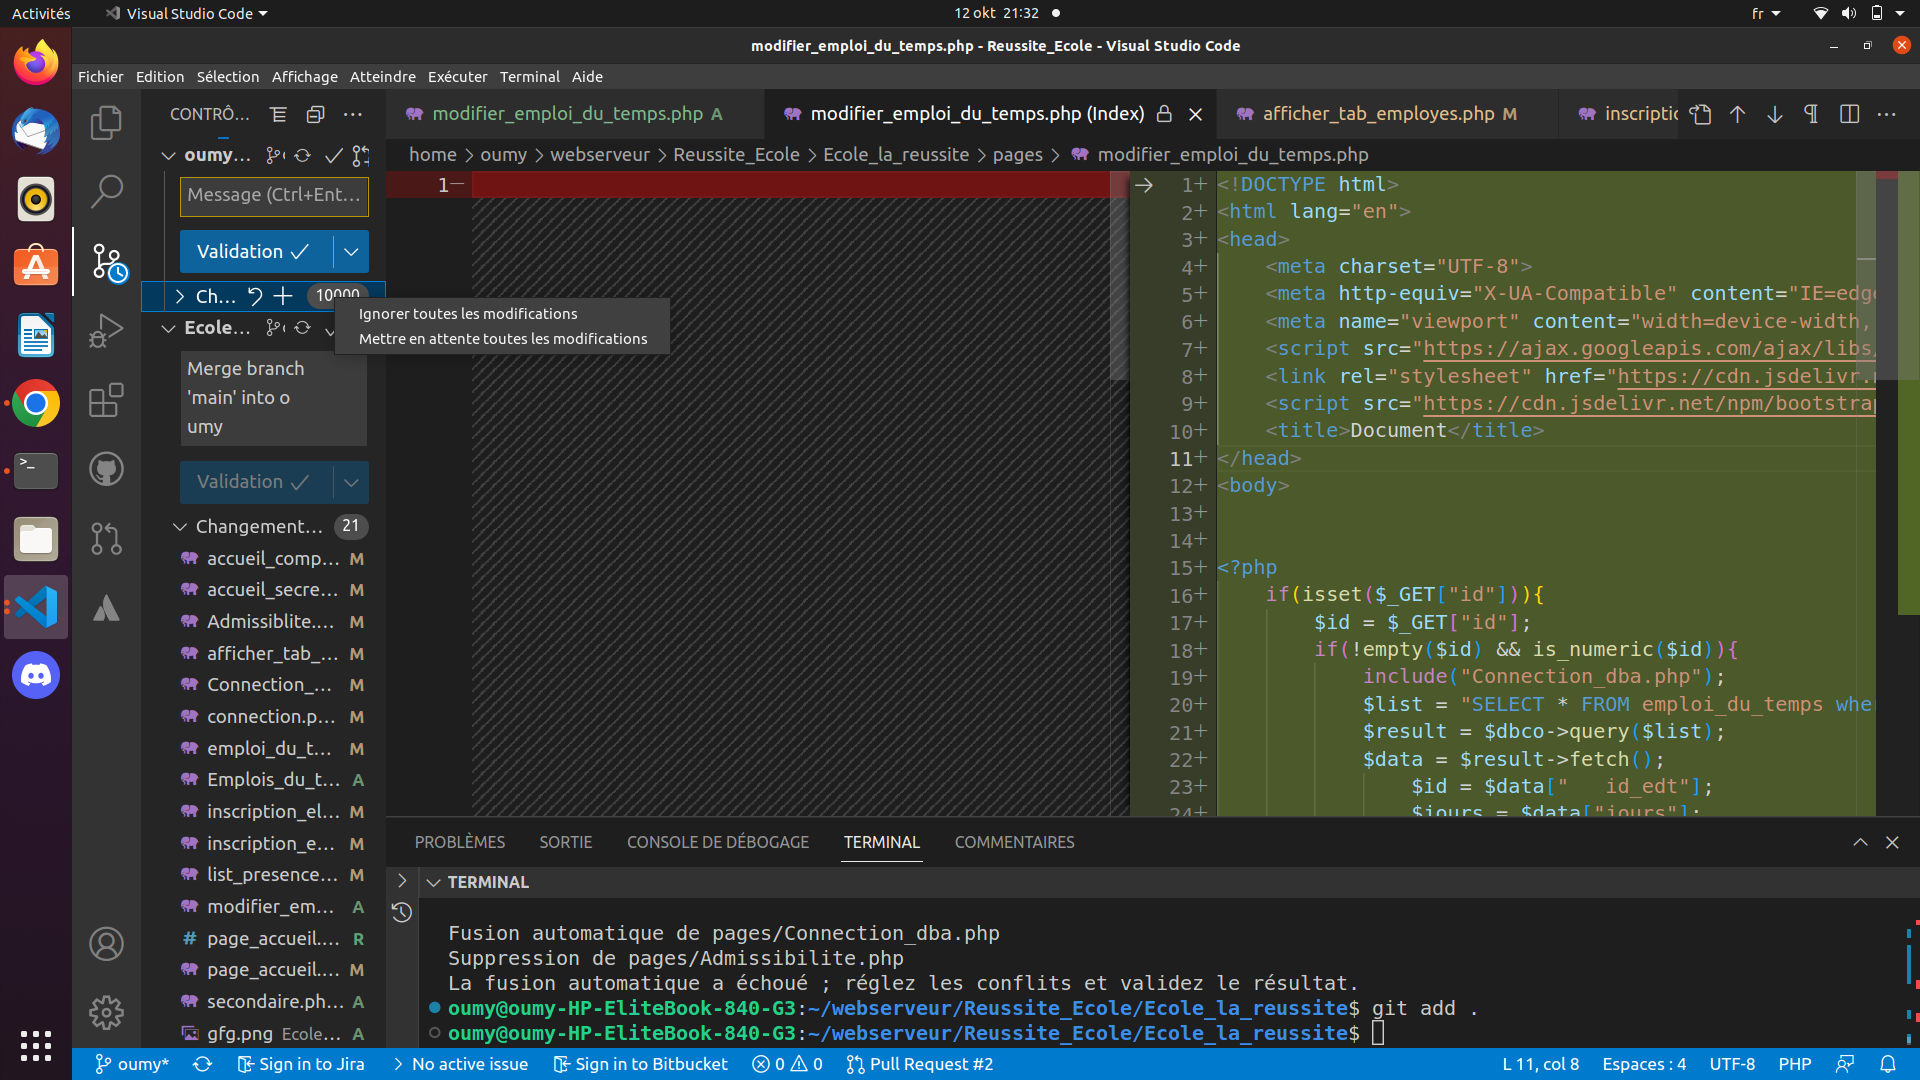 Activités
Visual Studio Code
12 okt 21:32
fr
modifier_emploi_du_temps.php - Reussite_Ecole - Visual Studio Code
Fichier Edition Sélection Affichage Atteindre Exécuter Terminal Aide
CONTRÔ...
modifier_emploi_du_temps.php A
modifier_emploi_du_temps.php (Index)
afficher_tab_employes.php M
inscriptic
home > oumy > webserveur > Reussite_Ecole > Ecole_la_reussite > pages > modifier_emploi_du_temps.php
oumy...
Message (Ctrl+Ent...
Validation
Ch... 10000
Ignorer toutes les modifications
Mettre en attente toutes les modifications
Ecole...
Merge branch
'main' into o
umy
Validation
Changement... 21
accueil_comp... M
accueil_secre... M
Admissiblite.... M
afficher_tab_... M
Connection_... M
connection.p... M
emploi_du_t... M
Emplois_du_t... A
inscription_el... M
inscription_e... M
list_presence... M
modifier_em... A
# page_accueil.... R
page_accueil.... M
secondaire.ph... A
gfg.png Ecole... A
1—
1+ <!DOCTYPE html>
2+ <html lang="en">
3+ <head>
4+ <meta charset="UTF-8">
5+ <meta http-equiv="X-UA-Compatible" content="IE=edge
6+ <meta name="viewport" content="width=device-width,
7+ <script src="https://ajax.googleapis.com/ajax/libs/
8+ <link rel="stylesheet" href="https://cdn.jsdelivr.n
9+ <script src="https://cdn.jsdelivr.net/npm/bootstrap
10+ <title>Document</title>
11+ </head>
12+ <body>
13+
14+
15+ <?php
16+ if(isset($_GET["id"])){
17+ $id = $_GET["id"];
18+ if(!empty($id) && is_numeric($id)){
19+ include("Connection_dba.php");
20+ $list = "SELECT * FROM emploi_du_temps whe
21+ $result = $dbco->query($list);
22+ $data = $result->fetch();
23+ $id = $data["   id_edt"];
24+ $jours = $data["jours"];
PROBLÈMES SORTIE CONSOLE DE DÉBOGAGE TERMINAL COMMENTAIRES
TERMINAL
Fusion automatique de pages/Connection_dba.php
Suppression de pages/Admissibilite.php
La fusion automatique a échoué ; réglez les conflits et validez le résultat.
oumy@oumy-HP-EliteBook-840-G3:~/webserveur/Reussite_Ecole/Ecole_la_reussite$ git add .
oumy@oumy-HP-EliteBook-840-G3:~/webserveur/Reussite_Ecole/Ecole_la_reussite$
oumy* Sign in to Jira No active issue Sign in to Bitbucket 0 0 Pull Request #2 L 11, col 8 Espaces : 4 UTF-8 PHP